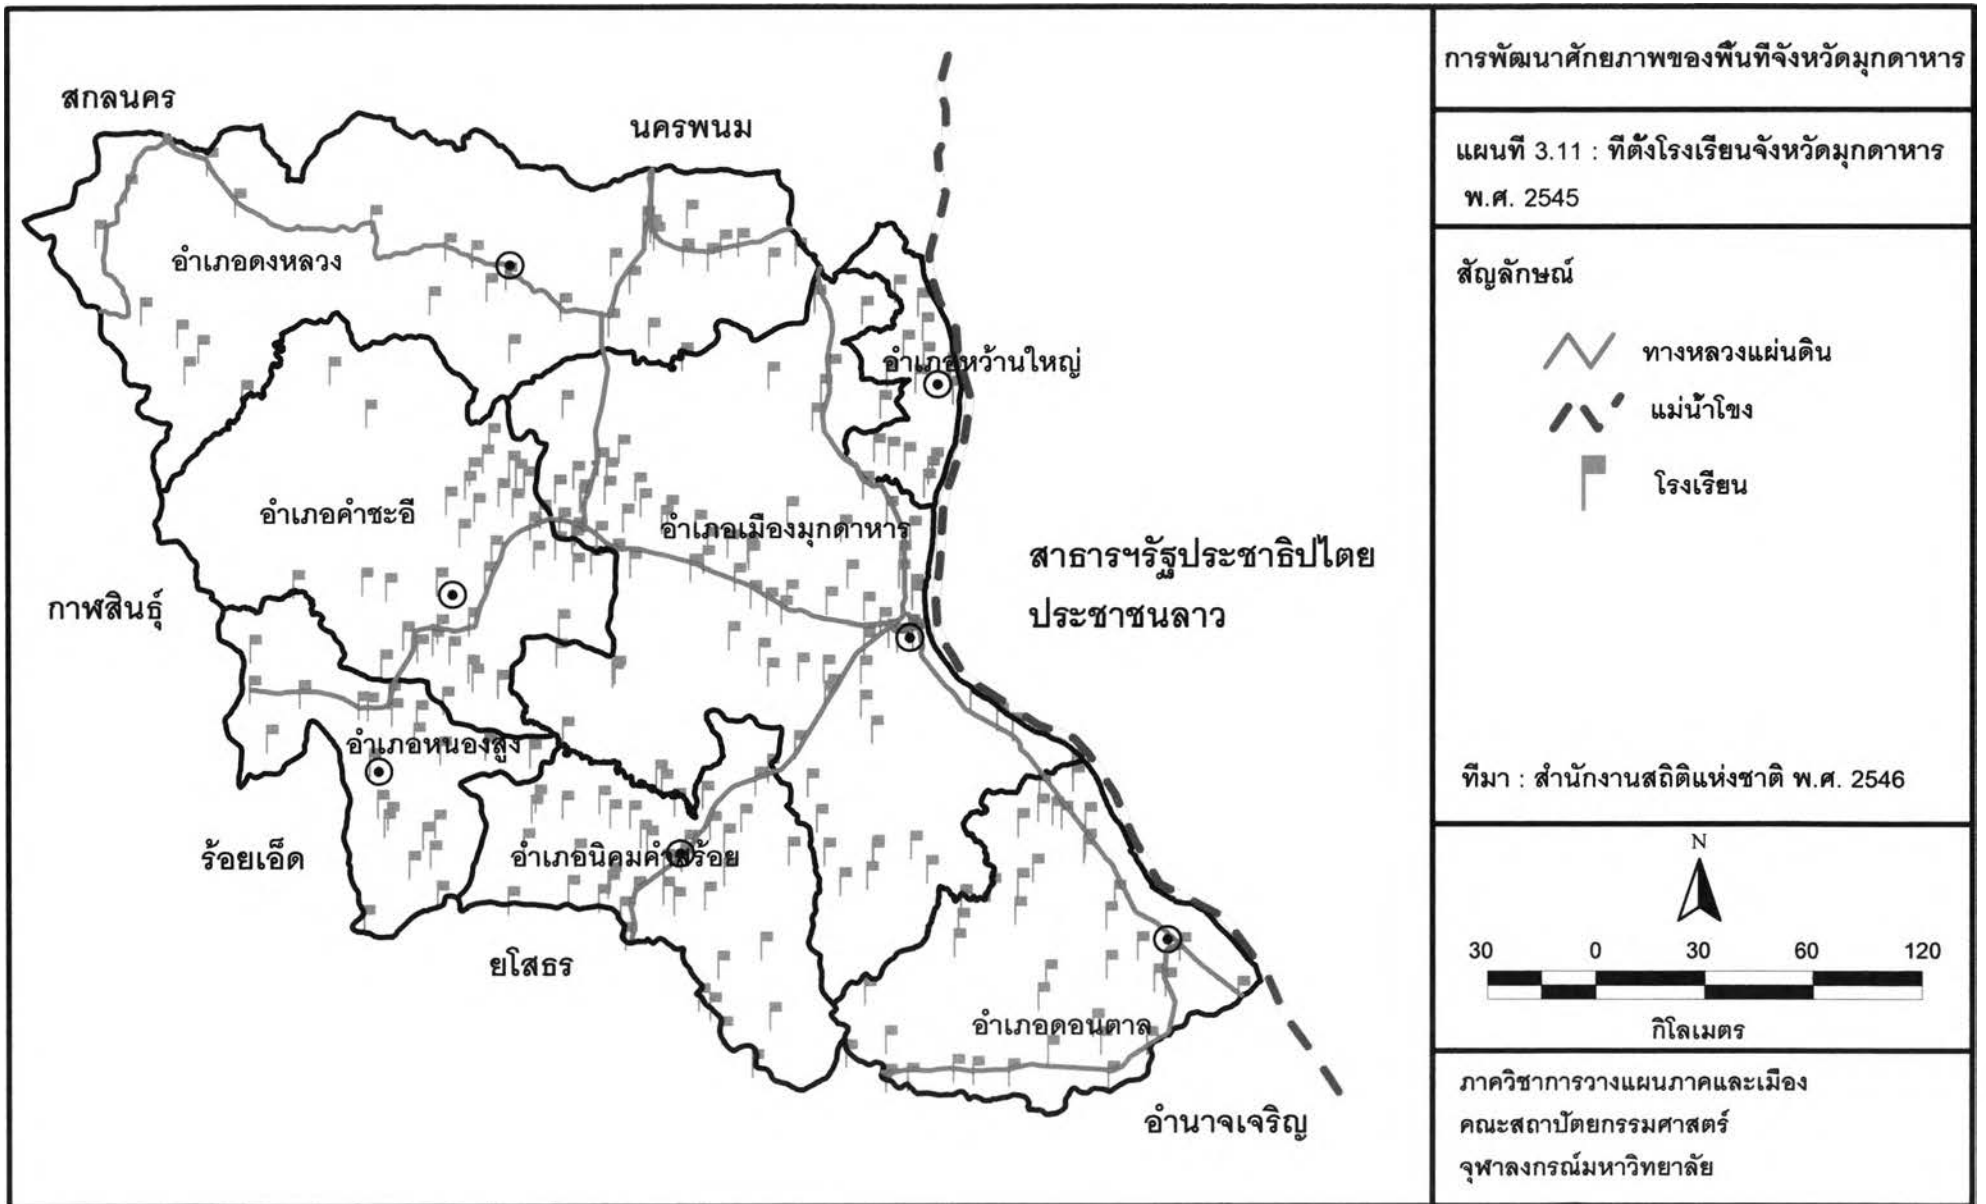 สกลนคร
นครพนม
อำเภอดงหลวง
อำเภอหว้านใหญ่
อำเภอคำชะอี
อำเภอเมืองมุกดาหาร
สาธารฯรัฐประชาธิปไตย
ประชาชนลาว
กาฬสินธุ์
อำเภอหนองสูง
ร้อยเอ็ด
อำเภอนิคมคำสร้อย
ยโสธร
อำเภอดอนตาล
อำนาจเจริญ
การพัฒนาศักยภาพของพื้นที่จังหวัดมุกดาหาร
แผนที่ 3.11 : ที่ตั้งโรงเรียนจังหวัดมุกดาหาร
พ.ศ. 2545
สัญลักษณ์
ทางหลวงแผ่นดิน
แม่น้ำโขง
โรงเรียน
ที่มา : สำนักงานสถิติแห่งชาติ พ.ศ. 2546
N
30 0 30 60 120
กิโลเมตร
ภาควิชาการวางแผนภาคและเมือง
คณะสถาปัตยกรรมศาสตร์
จุฬาลงกรณ์มหาวิทยาลัย